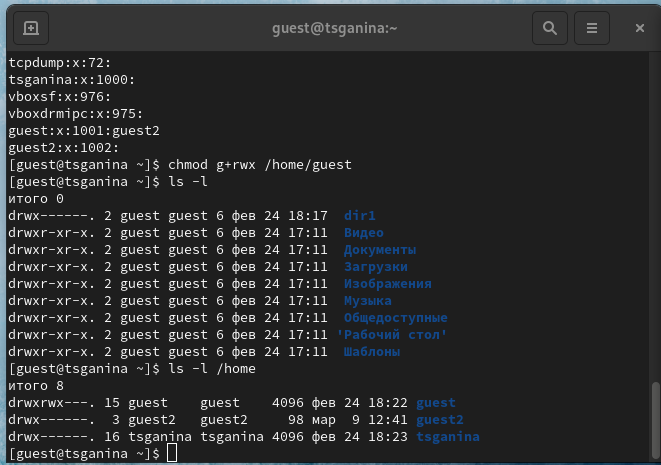 guest@tsganina:~
tcpdump:x:72:
tsganina:x:1000:
vboxsf:x:976:
vboxdrmipc:x:975:
guest:x:1001:guest2
guest2:x:1002:
[guest@tsganina ~]$ chmod g+rwx /home/guest
[guest@tsganina ~]$ ls -l
итого 0
drwx------. 2 guest guest 6 фев 24 18:17  dir1
drwxr-xr-x. 2 guest guest 6 фев 24 17:11  Видео
drwxr-xr-x. 2 guest guest 6 фев 24 17:11  Документы
drwxr-xr-x. 2 guest guest 6 фев 24 17:11  Загрузки
drwxr-xr-x. 2 guest guest 6 фев 24 17:11  Изображения
drwxr-xr-x. 2 guest guest 6 фев 24 17:11  Музыка
drwxr-xr-x. 2 guest guest 6 фев 24 17:11  Общедоступные
drwxr-xr-x. 2 guest guest 6 фев 24 17:11 'Рабочий стол'
drwxr-xr-x. 2 guest guest 6 фев 24 17:11  Шаблоны
[guest@tsganina ~]$ ls -l /home
итого 8
drwxrwx---. 15 guest    guest    4096 фев 24 18:22 guest
drwx------.  3 guest2   guest2     98 мар  9 12:41 guest2
drwx------. 16 tsganina tsganina 4096 фев 24 18:23 tsganina
[guest@tsganina ~]$